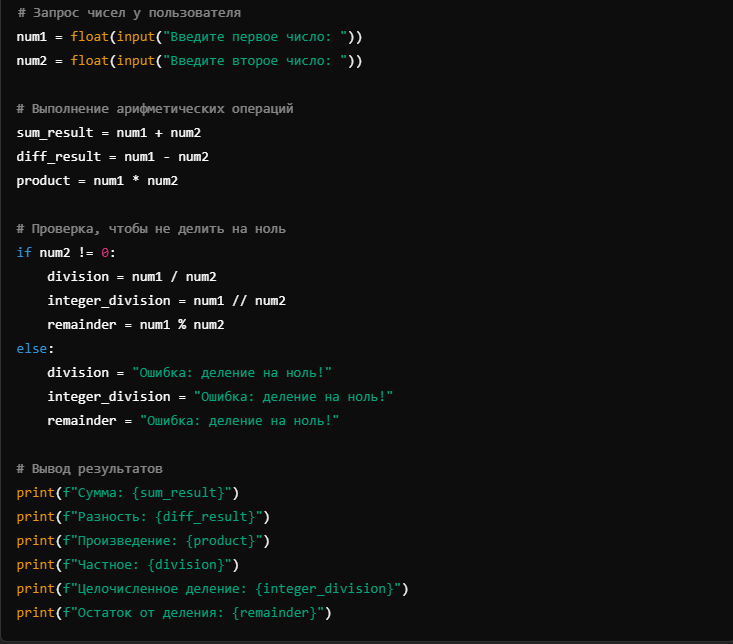 # Запрос чисел у пользователя
num1 = float(input("Введите первое число: "))
num2 = float(input("Введите второе число: "))
# Выполнение арифметических операций
sum_result = num1 + num2
diff_result = num1 - num2
product = num1 * num2
# Проверка, чтобы не делить на ноль
if num2 != 0:
    division = num1 / num2
    integer_division = num1 // num2
    remainder = num1 % num2
else:
    division = "Ошибка: деление на ноль!"
    integer_division = "Ошибка: деление на ноль!"
    remainder = "Ошибка: деление на ноль!"
# Вывод результатов
print(f"Сумма: {sum_result}")
print(f"Разность: {diff_result}")
print(f"Произведение: {product}")
print(f"Частное: {division}")
print(f"Целочисленное деление: {integer_division}")
print(f"Остаток от деления: {remainder}")